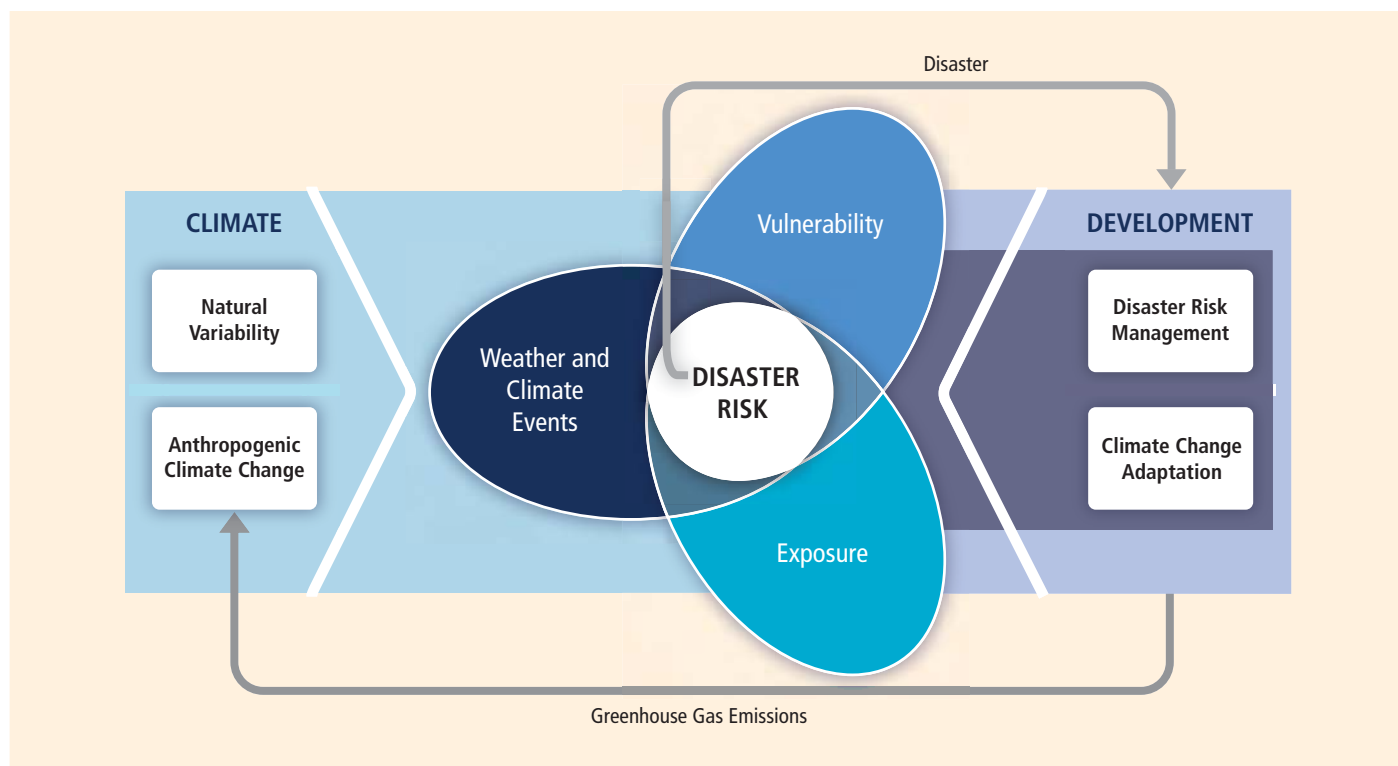 Disaster
CLIMATE
Natural
Variability
Anthropogenic
Climate Change
Weather and
Climate
Events
Vulnerability
DISASTER
RISK
Exposure
DEVELOPMENT
Disaster Risk
Management
Climate Change
Adaptation
Greenhouse Gas Emissions